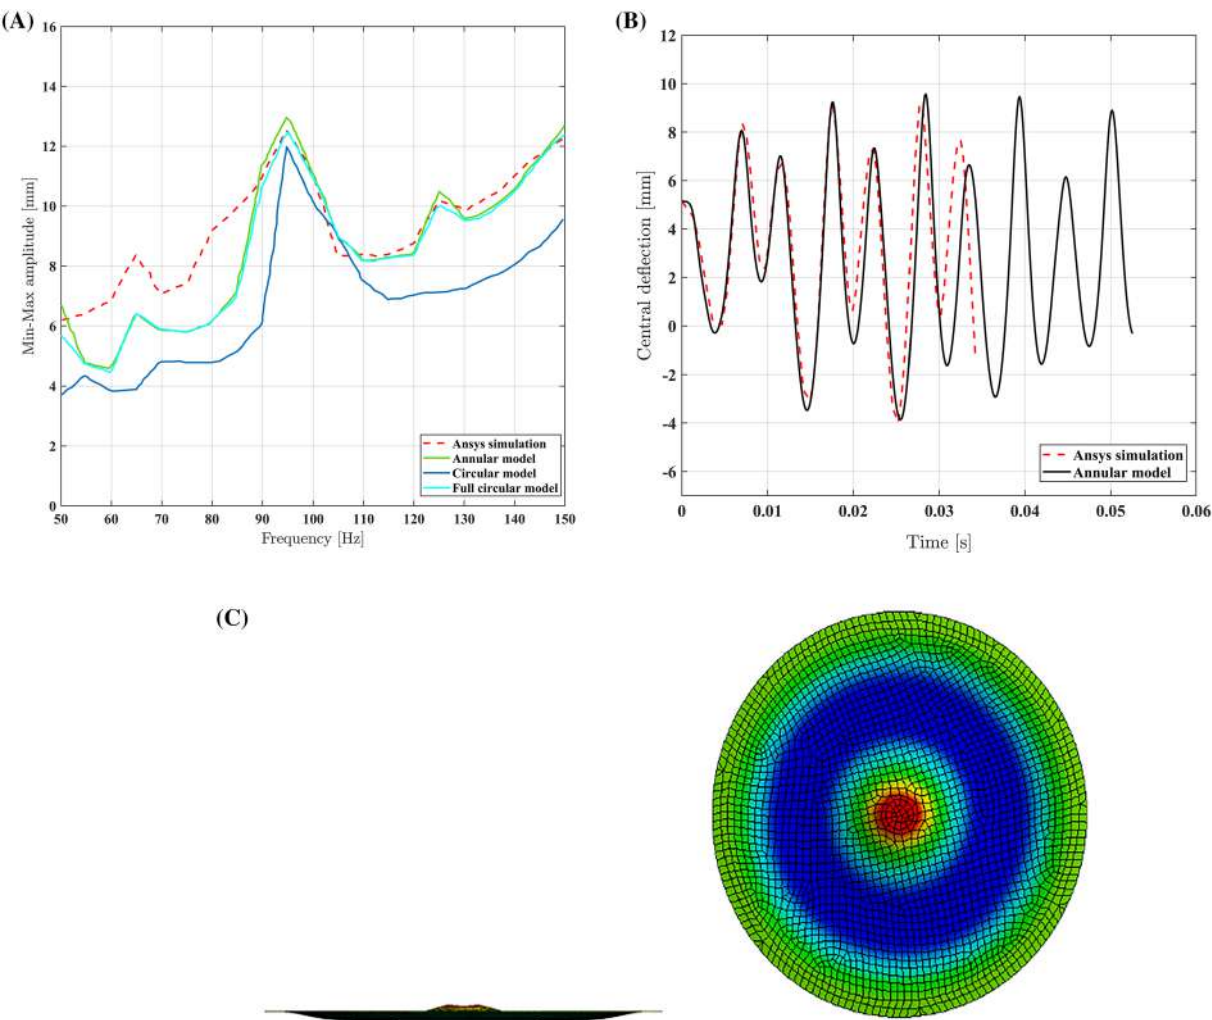 (A)
16
14
12
10
8
6
4
2
0
Min-Max amplitude [mm]
50 60 70 80 90 100 110 120 130 140 150
Frequency [Hz]
Ansys simulation
Annular model
Circular model
Full circular model
(B)
12
10
8
6
4
2
0
-2
-4
-6
Central deflection [mm]
0 0.01 0.02 0.03 0.04 0.05 0.06
Time [s]
Ansys simulation
Annular model
(C)